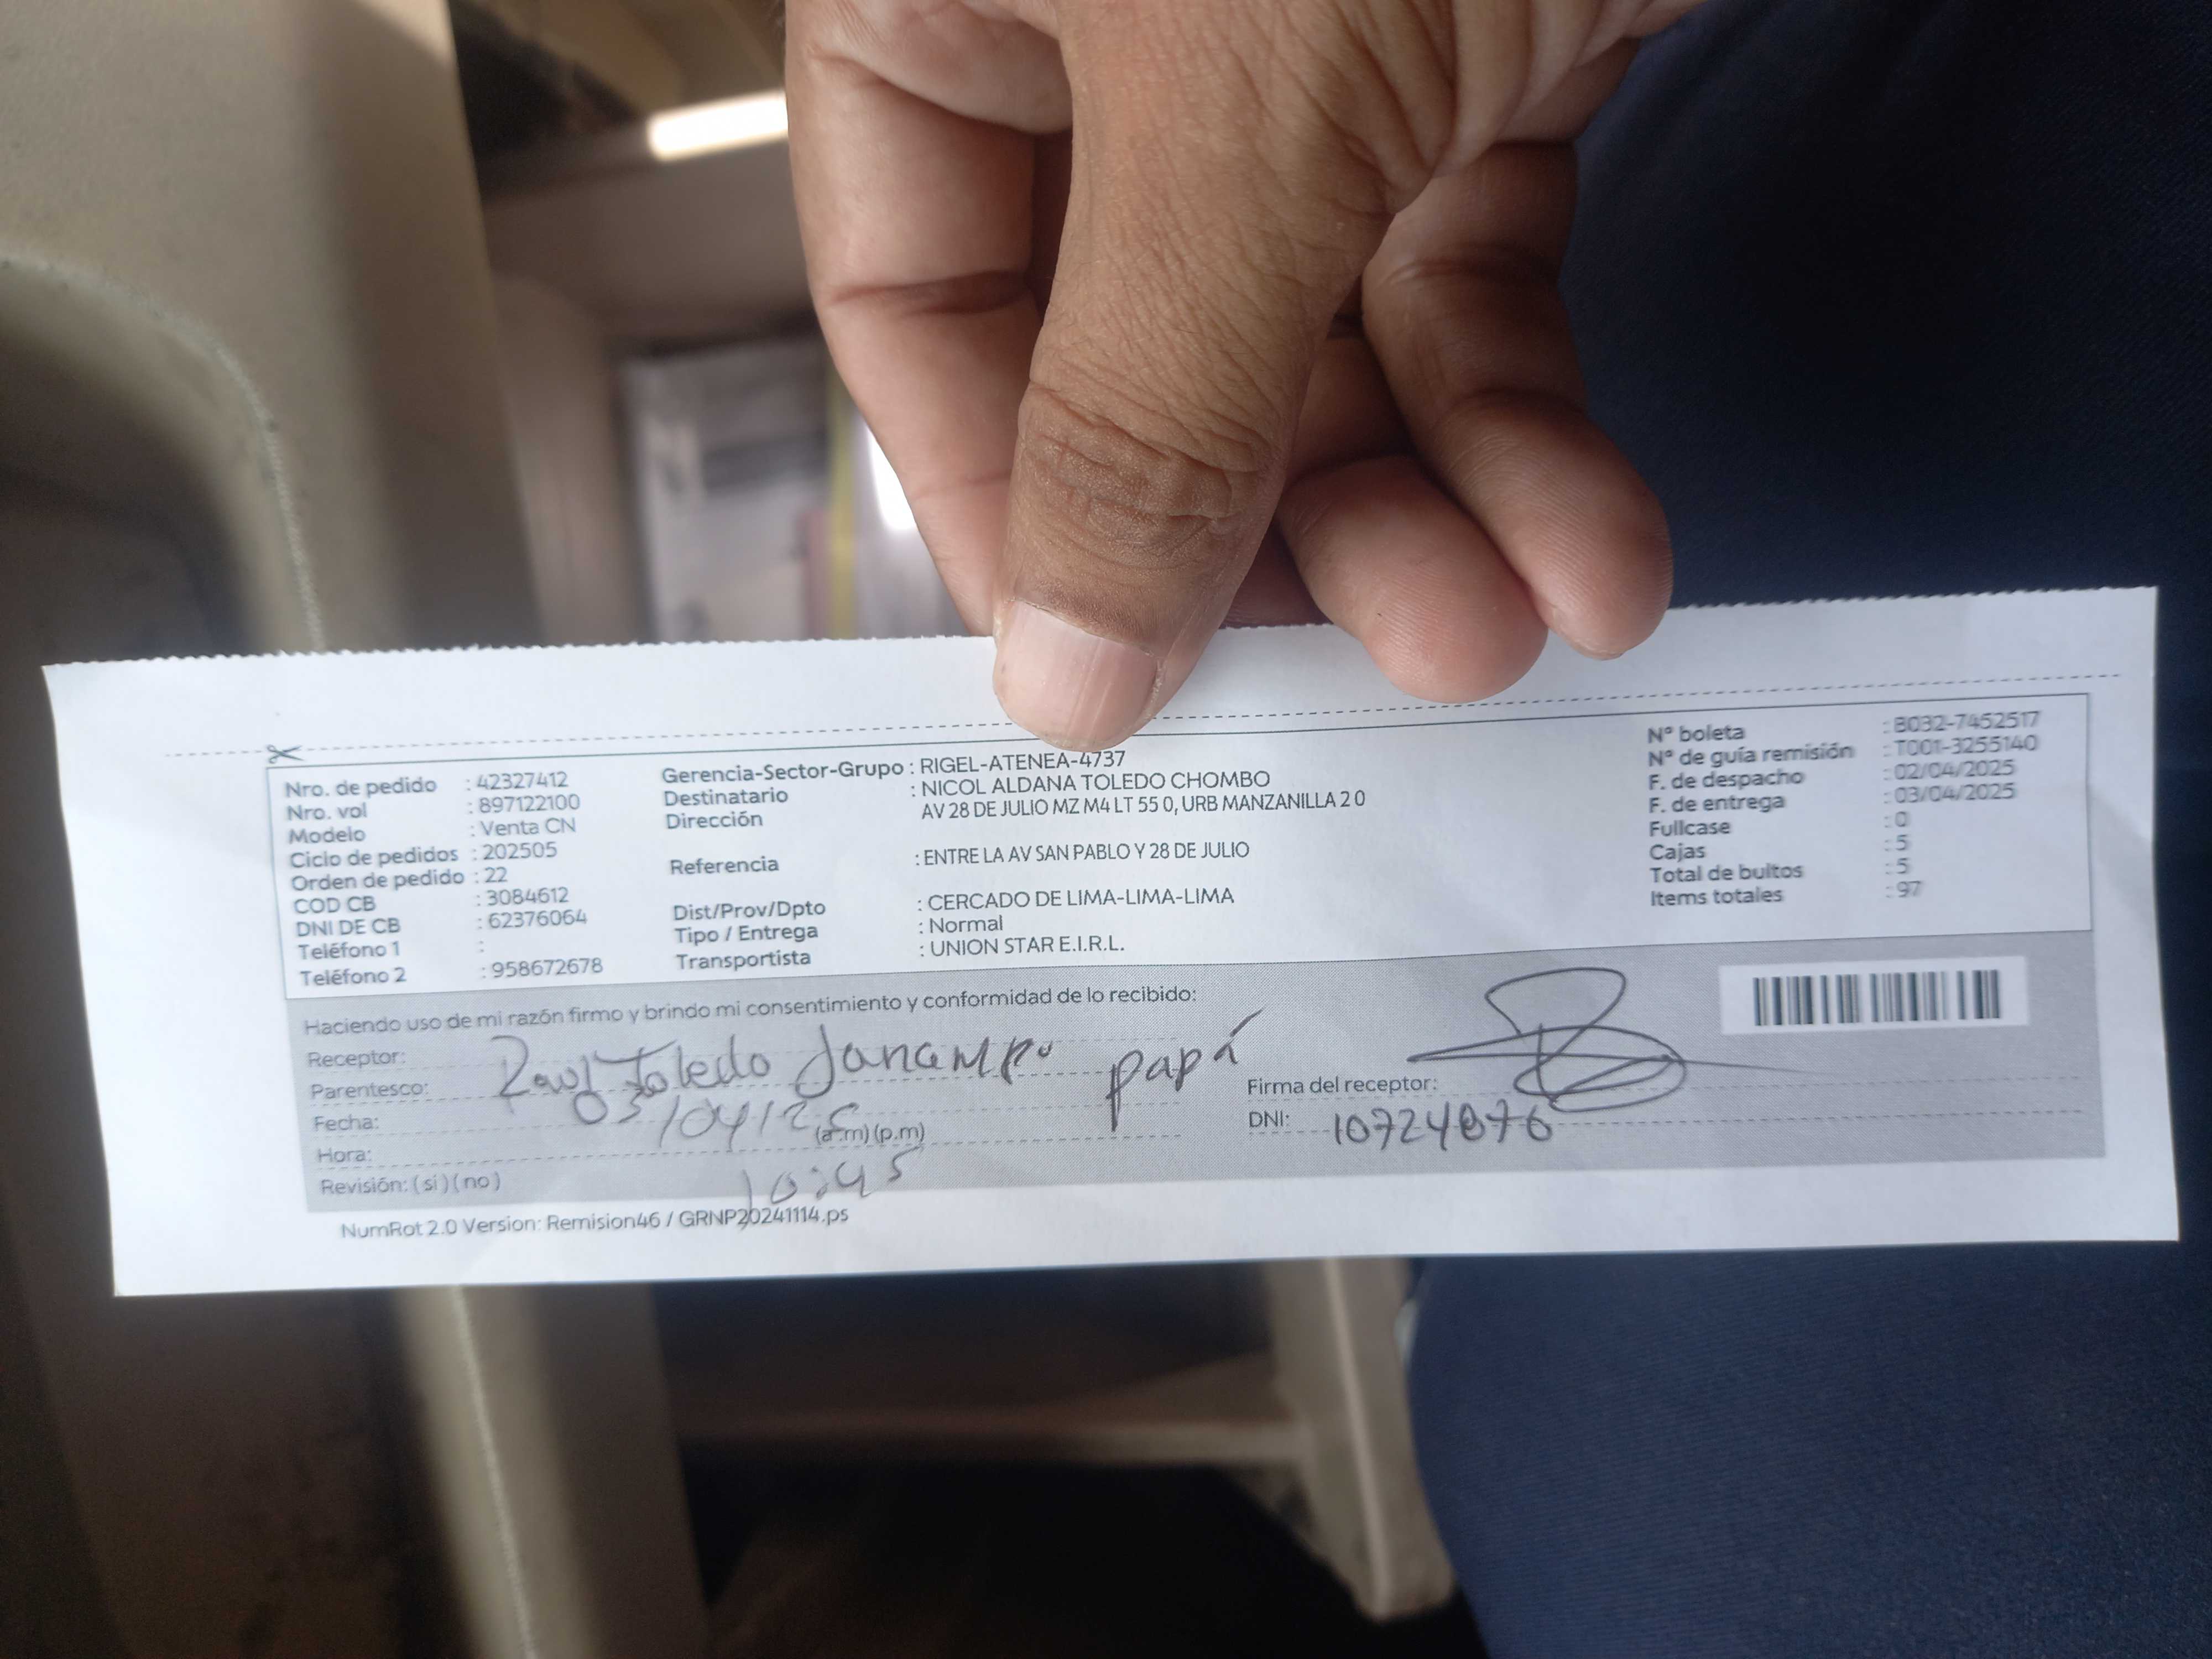 Nro. de pedido : 42327412
Nro. vol : 897122100
Modelo : Venta CN
Ciclo de pedidos : 202505
Orden de pedido : 22
COD CB : 3084612
DNI DE CB : 62376064
Teléfono 1 :
Teléfono 2 : 958672678
Gerencia-Sector-Grupo : RIGEL-ATENEA-4737
Destinatario : NICOL ALDANA TOLEDO CHOMBO
Dirección AV 28 DE JULIO MZ M4 LT 55 0, URB MANZANILLA 2 0
Referencia : ENTRE LA AV SAN PABLO Y 28 DE JULIO
Dist/Prov/Dpto : CERCADO DE LIMA-LIMA-LIMA
Tipo / Entrega : Normal
Transportista : UNION STAR E.I.R.L.
Nº boleta : B032-7452517
Nº de guía remisión : T001-3255140
F. de despacho : 02/04/2025
F. de entrega : 03/04/2025
Fullcase : 0
Cajas : 5
Total de bultos : 5
Items totales : 97
Haciendo uso de mi razón firmo y brindo mi consentimiento y conformidad de lo recibido:
Receptor: Raul Toledo Janampo papá
Parentesco:
Fecha: 03/04/25
Hora: (a.m) (p.m)
10:45
Revisión: (si) (no)
Firma del receptor:
DNI: 10724876
NumRot 2.0 Version: Remision46 / GRNP20241114.ps